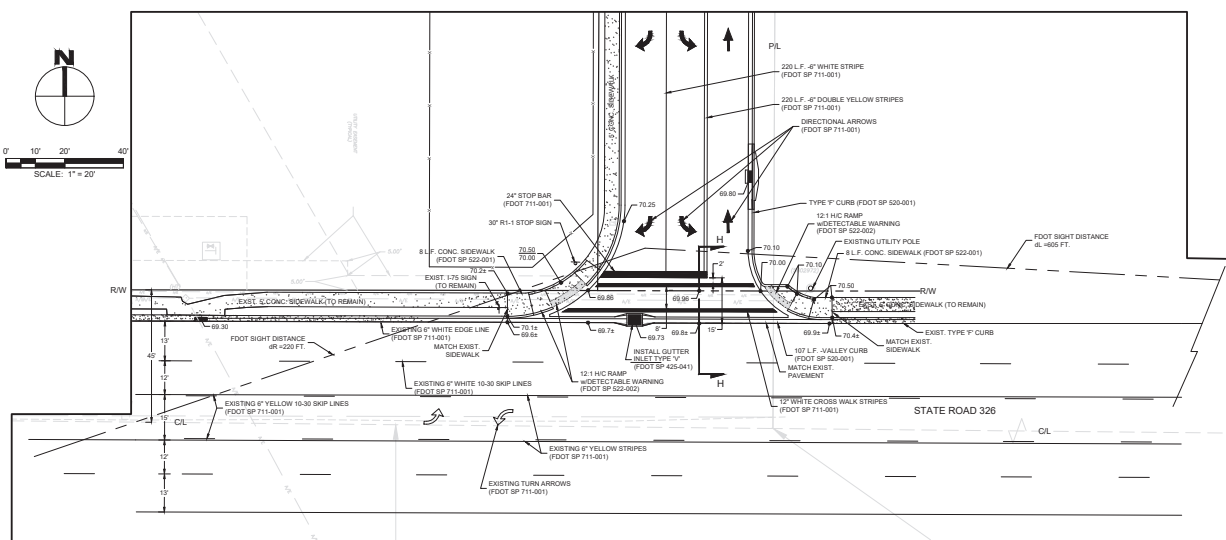 N
0' 10' 20' 40'
SCALE: 1" = 20'
5' CONC. SIDEWALK
P/L
220 L.F. -6" WHITE STRIPE
(FDOT SP 711-001)
220 L.F. -6" DOUBLE YELLOW STRIPES
(FDOT SP 711-001)
DIRECTIONAL ARROWS
(FDOT SP 711-001)
69.80
24" STOP BAR
(FDOT 711-001)
70.25
TYPE 'F' CURB (FDOT SP 520-001)
30" R1-1 STOP SIGN
12:1 H/C RAMP
w/DETECTABLE WARNING
(FDOT SP 522-002)
EXISTING UTILITY POLE
8 L.F. CONC. SIDEWALK (FDOT SP 522-001)
FDOT SIGHT DISTANCE
dL =605 FT.
H
70.10
8 L.F. CONC. SIDEWALK
(FDOT SP 522-001)
70.50
70.00
2'
70.00
70.10
70.50
5.00'
5.00'
70.2±
EXIST. I-75 SIGN
(TO REMAIN)
R/W
R/W
69.86
69.96
EXIST. 5' CONC. SIDEWALK (TO REMAIN)
69.30
EXISTING 6" WHITE EDGE LINE
(FDOT SP 711-001)
70.1±
69.6±
69.7±
69.73
8'
69.8±
15'
69.9±
70.4±
EXIST. TYPE "F" CURB
FDOT SIGHT DISTANCE
dR =220 FT.
MATCH EXIST.
SIDEWALK
INSTALL GUTTER
INLET TYPE 'V'
(FDOT SP 425-041)
107 L.F. -VALLEY CURB
(FDOT SP 520-001)
MATCH EXIST.
SIDEWALK
MATCH EXIST.
PAVEMENT
45'
13'
12'
15'
12'
13'
12:1 H/C RAMP
w/DETECTABLE WARNING
(FDOT SP 522-002)
H
EXISTING 6" WHITE 10-30 SKIP LINES
(FDOT SP 711-001)
EXISTING 6" YELLOW 10-30 SKIP LINES
(FDOT SP 711-001)
12" WHITE CROSS WALK STRIPES
(FDOT SP 711-001)
STATE ROAD 326
C/L
C/L
EXISTING 6" YELLOW STRIPES
(FDOT SP 711-001)
EXISTING TURN ARROWS
(FDOT SP 711-001)